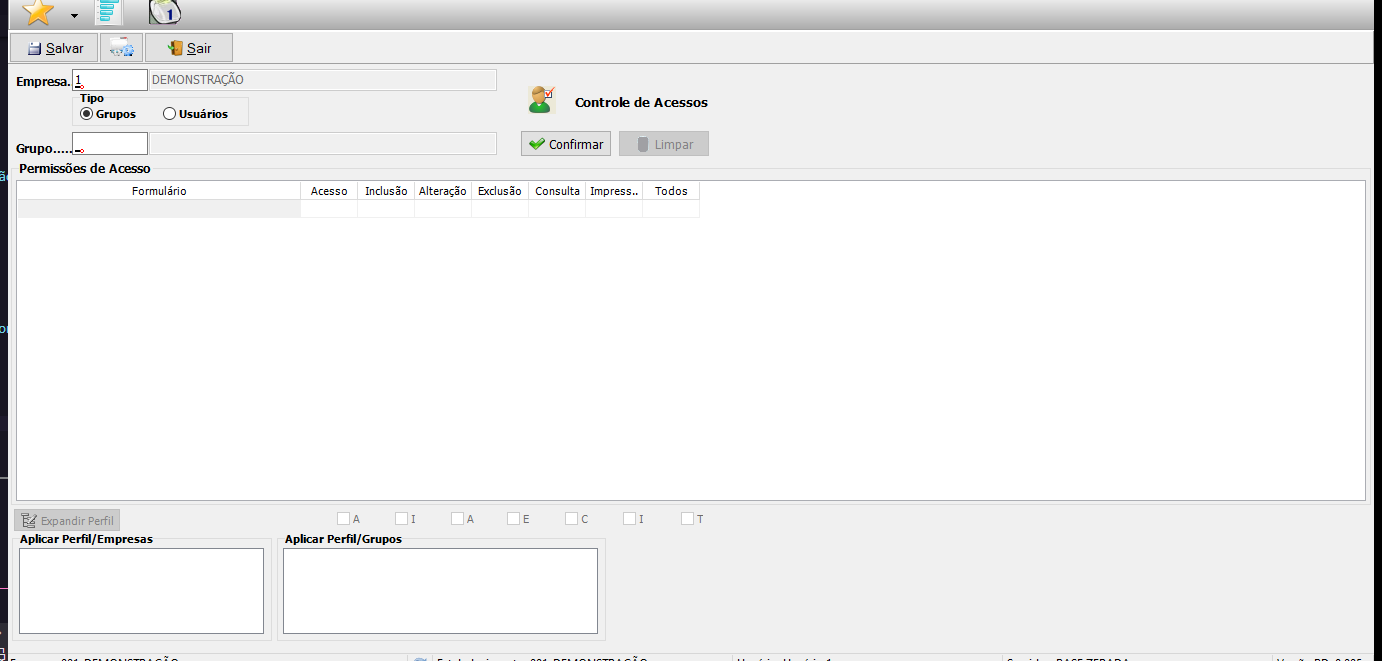 1
Salvar
Sair
Empresa. 1 DEMONSTRAÇÃO
Tipo
Grupos Usuários
Controle de Acessos
Grupo.....
Confirmar Limpar
Permissões de Acesso
Formulário Acesso Inclusão Alteração Exclusão Consulta Impress.. Todos
Expandir Perfil A I A E C I T
Aplicar Perfil/Empresas Aplicar Perfil/Grupos